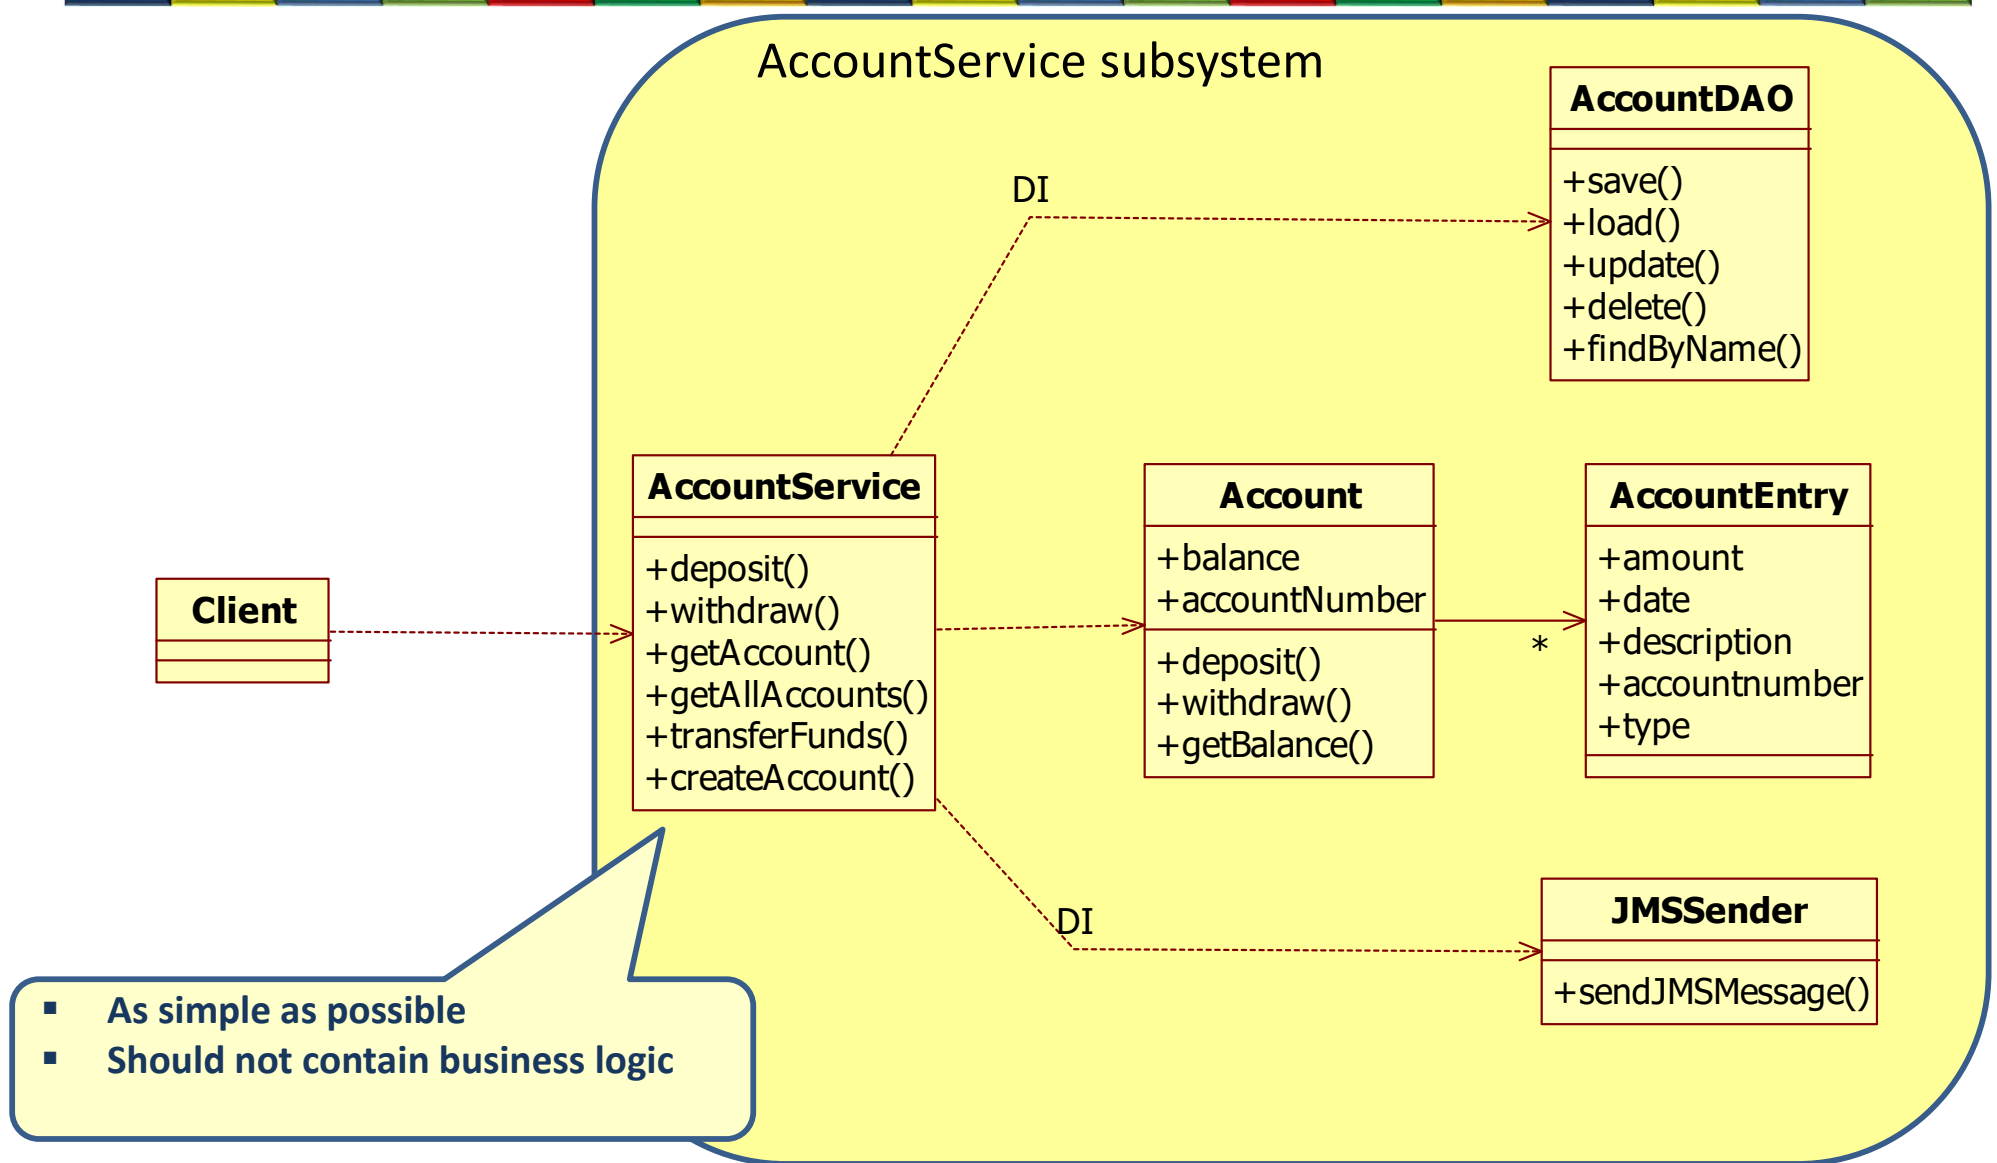 AccountService subsystem
AccountDAO
+save()
+load()
+update()
+delete()
+findByName()
DI
AccountService
+deposit()
+withdraw()
+getAccount()
+getAllAccounts()
+transferFunds()
+createAccount()
Account
+balance
+accountNumber
+deposit()
+withdraw()
+getBalance()
*
AccountEntry
+amount
+date
+description
+accountnumber
+type
Client
DI
JMSSender
+sendJMSMessage()
▪ As simple as possible
▪ Should not contain business logic